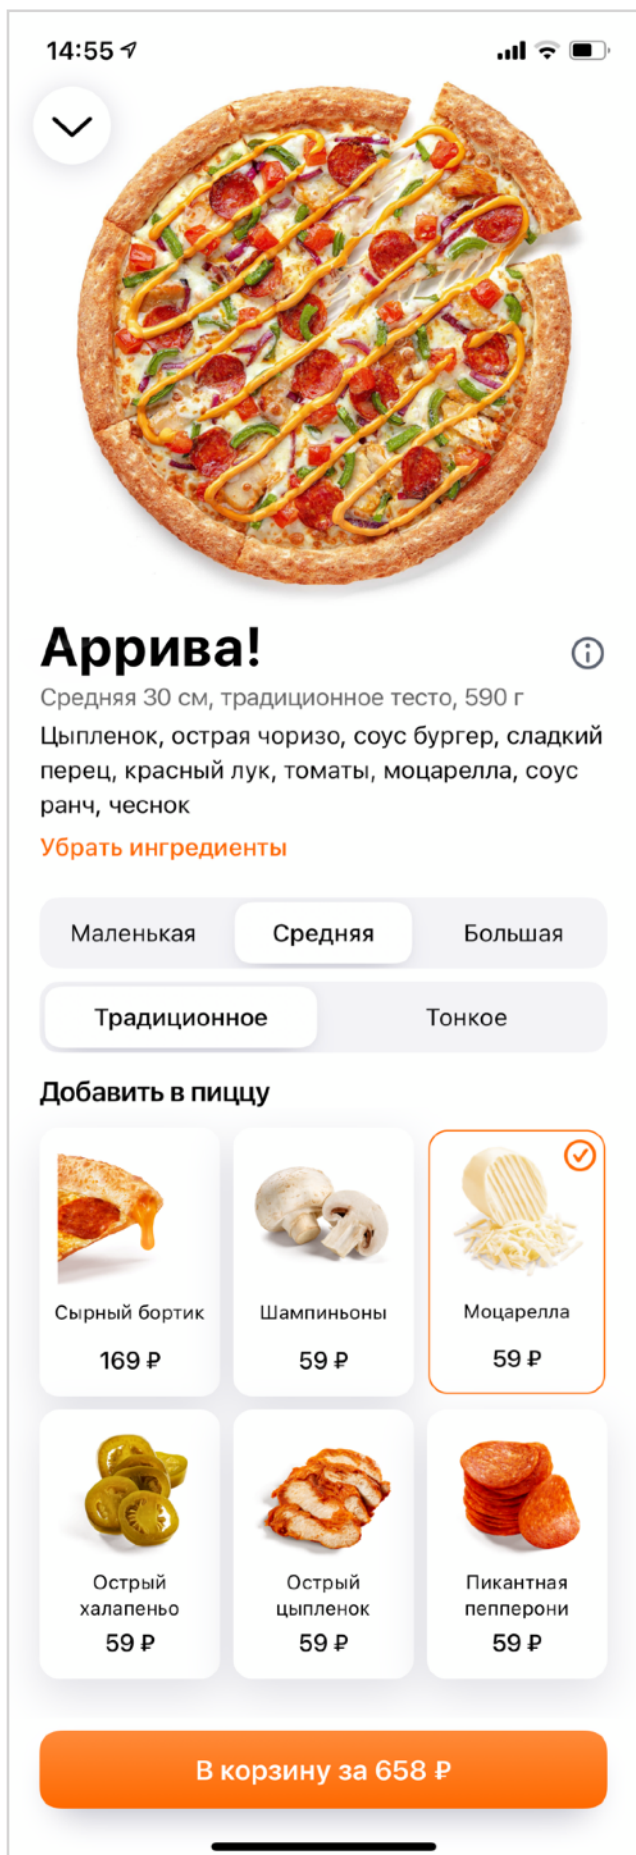 14:55
Аррива!
Средняя 30 см, традиционное тесто, 590 г
Цыпленок, острая чоризо, соус бургер, сладкий
перец, красный лук, томаты, моцарелла, соус
ранч, чеснок
Убрать ингредиенты
Маленькая Средняя Большая
Традиционное Тонкое
Добавить в пиццу
Сырный бортик Шампиньоны Моцарелла
169 ₽ 59 ₽ 59 ₽
Острый Острый Пикантная
халапеньо цыпленок пепперони
59 ₽ 59 ₽ 59 ₽
В корзину за 658 ₽